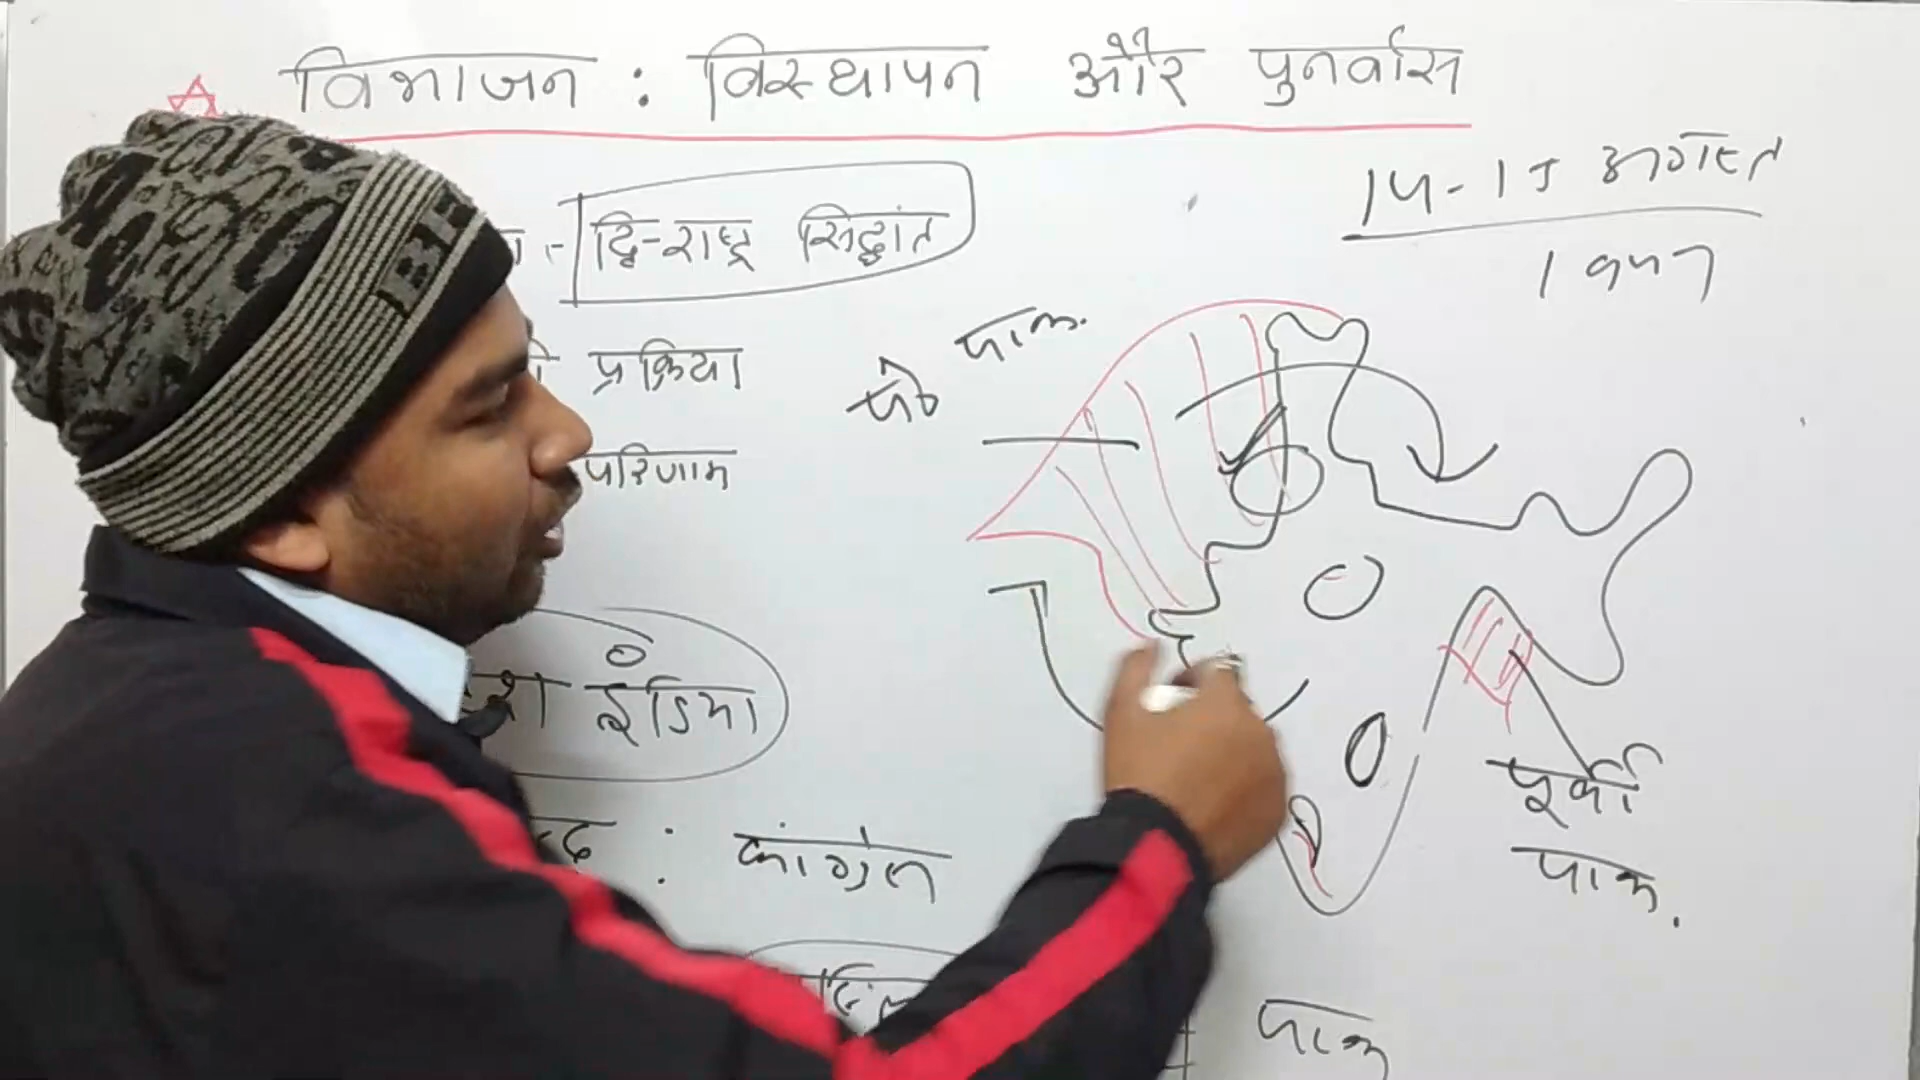 विभाजन : विस्थापन और पुनर्वास
14-15 अगस्त
1947
द्वि-राष्ट्र सिद्धांत
प्रक्रिया
परिणाम
पाक.
इंडिया
: कांग्रेस
पूर्वी
पाक.
पाक